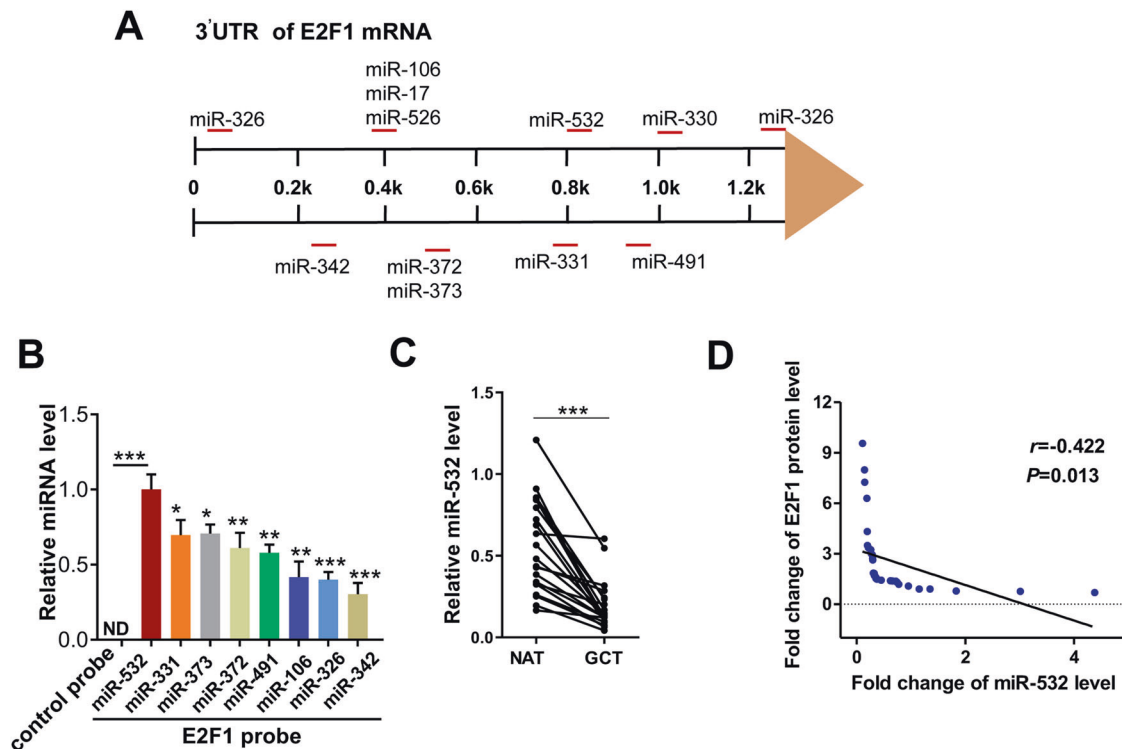 A
3'UTR of E2F1 mRNA
miR-106
miR-17
miR-326 miR-526 miR-532 miR-330 miR-326
0 0.2k 0.4k 0.6k 0.8k 1.0k 1.2k
miR-342 miR-372 miR-331 miR-491
miR-373
B
Relative miRNA level
1.5
1.0
0.5
0.0
***
*
*
**
**
**
***
***
ND
control probe
miR-532
miR-331
miR-373
miR-372
miR-491
miR-106
miR-326
miR-342
E2F1 probe
C
Relative miR-532 level
1.5
1.0
0.5
0.0
***
NAT GCT
D
Fold change of E2F1 protein level
12
9
6
3
0
r=-0.422
P=0.013
0 2 4
Fold change of miR-532 level